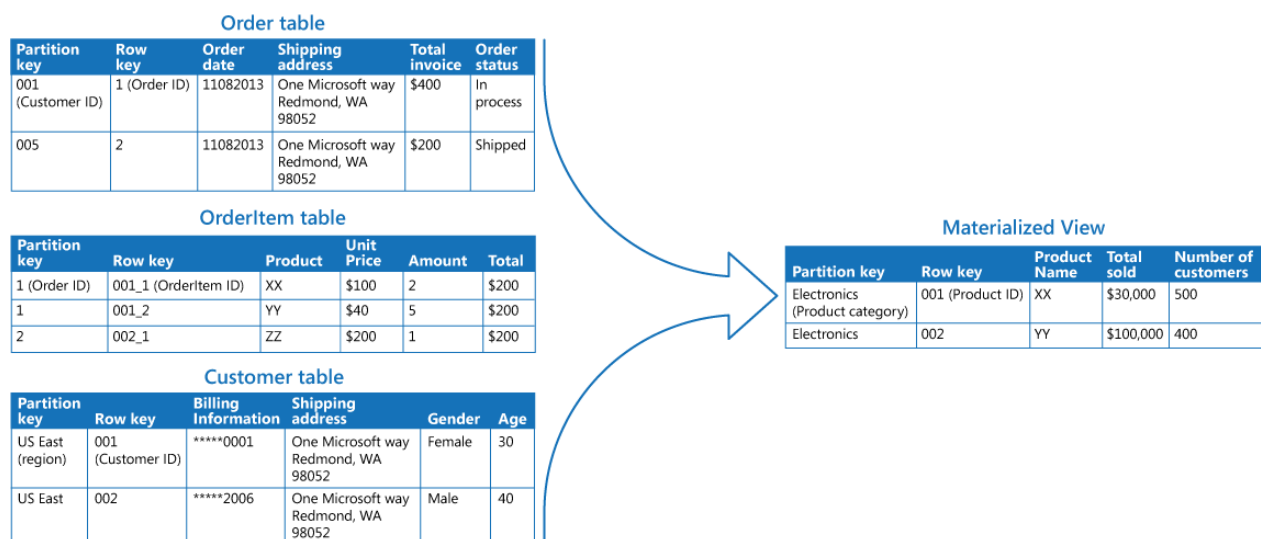 Order table
Partition key Row key Order date Shipping address Total invoice Order status
001 (Customer ID) 1 (Order ID) 11082013 One Microsoft way Redmond, WA 98052 $400 In process
005 2 11082013 One Microsoft way Redmond, WA 98052 $200 Shipped
OrderItem table
Partition key Row key Product Unit Price Amount Total
1 (Order ID) 001_1 (OrderItem ID) XX $100 2 $200
1 001_2 YY $40 5 $200
2 002_1 ZZ $200 1 $200
Customer table
Partition key Row key Billing Information Shipping address Gender Age
US East (region) 001 (Customer ID) *****0001 One Microsoft way Redmond, WA 98052 Female 30
US East 002 *****2006 One Microsoft way Redmond, WA 98052 Male 40
Materialized View
Partition key Row key Product Name Total sold Number of customers
Electronics (Product category) 001 (Product ID) XX $30,000 500
Electronics 002 YY $100,000 400